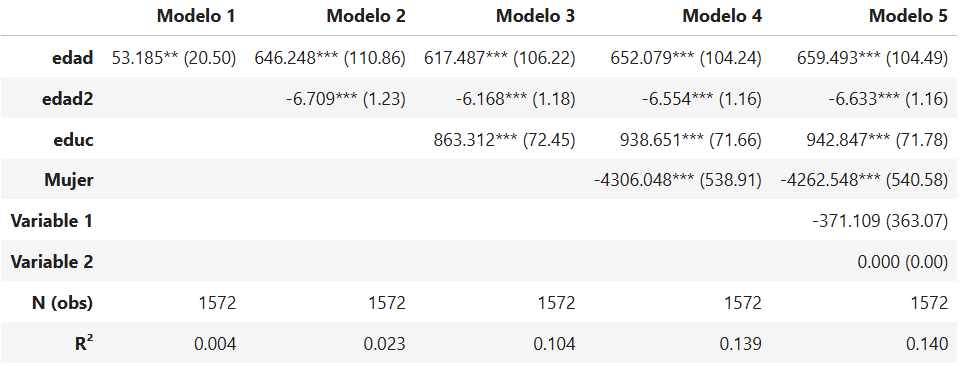 Modelo 1 Modelo 2 Modelo 3 Modelo 4 Modelo 5
edad 53.185** (20.50) 646.248*** (110.86) 617.487*** (106.22) 652.079*** (104.24) 659.493*** (104.49)
edad2 -6.709*** (1.23) -6.168*** (1.18) -6.554*** (1.16) -6.633*** (1.16)
educ 863.312*** (72.45) 938.651*** (71.66) 942.847*** (71.78)
Mujer -4306.048*** (538.91) -4262.548*** (540.58)
Variable 1 -371.109 (363.07)
Variable 2 0.000 (0.00)
N (obs) 1572 1572 1572 1572 1572
R² 0.004 0.023 0.104 0.139 0.140